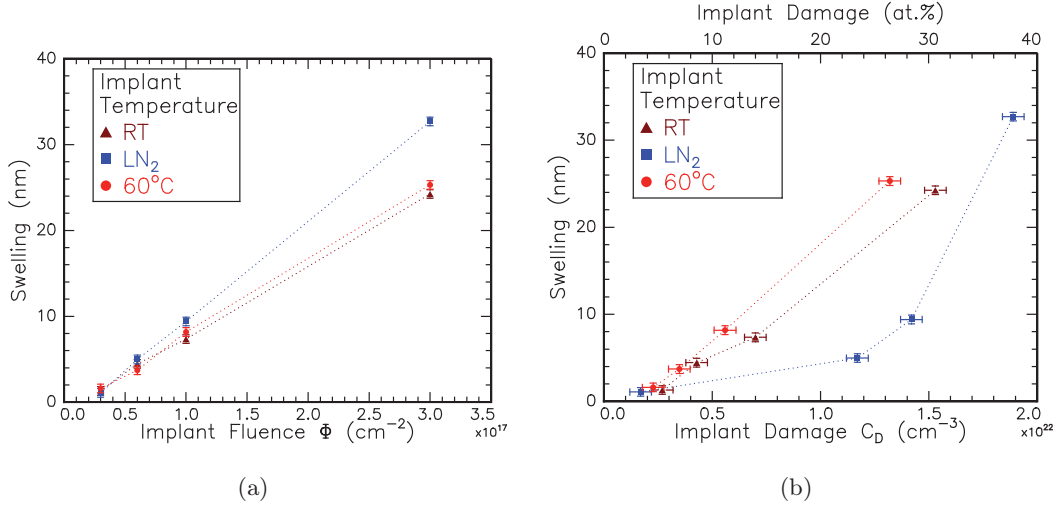 40
30
20
10
0
Swelling (nm)
Implant
Temperature
RT
LN₂
60°C
0.0 0.5 1.0 1.5 2.0 2.5 3.0 3.5
Implant Fluence Φ (cm⁻²)
×10¹⁷
(a)
Implant Damage (at.%)
0 10 20 30 40
40
30
20
10
0
Swelling (nm)
Implant
Temperature
RT
LN₂
60°C
0.0 0.5 1.0 1.5 2.0
Implant Damage C_D (cm⁻³)
×10²²
(b)